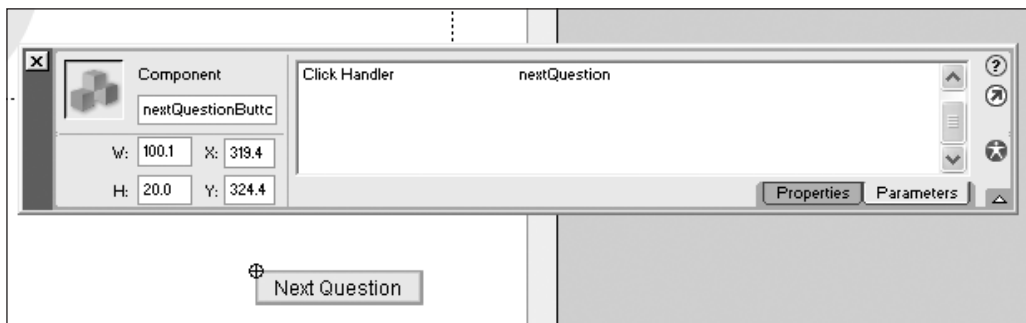 Component
nextQuestionButtc
W: 100.1 X: 319.4
H: 20.0 Y: 324.4
Click Handler nextQuestion
Properties Parameters
Next Question